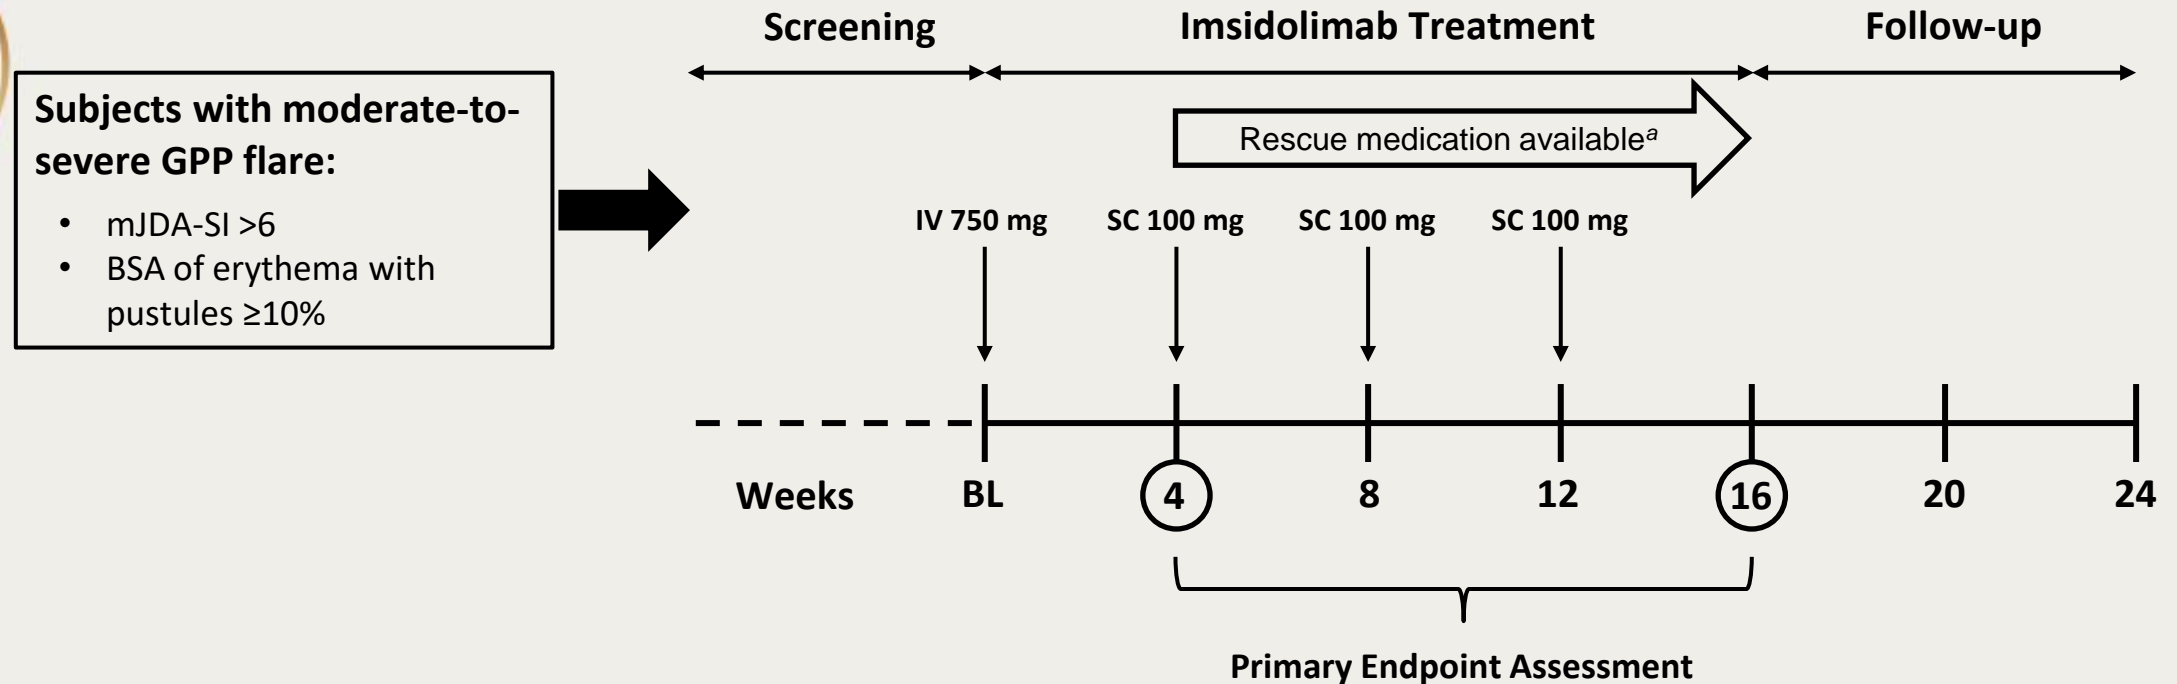 Screening
Imsidolimab Treatment
Follow-up
Subjects with moderate-to-
severe GPP flare:
• mJDA-SI >6
• BSA of erythema with
pustules ≥10%
Rescue medication availableᵃ
IV 750 mg
SC 100 mg
SC 100 mg
SC 100 mg
Weeks
BL
4
8
12
16
20
24
Primary Endpoint Assessment